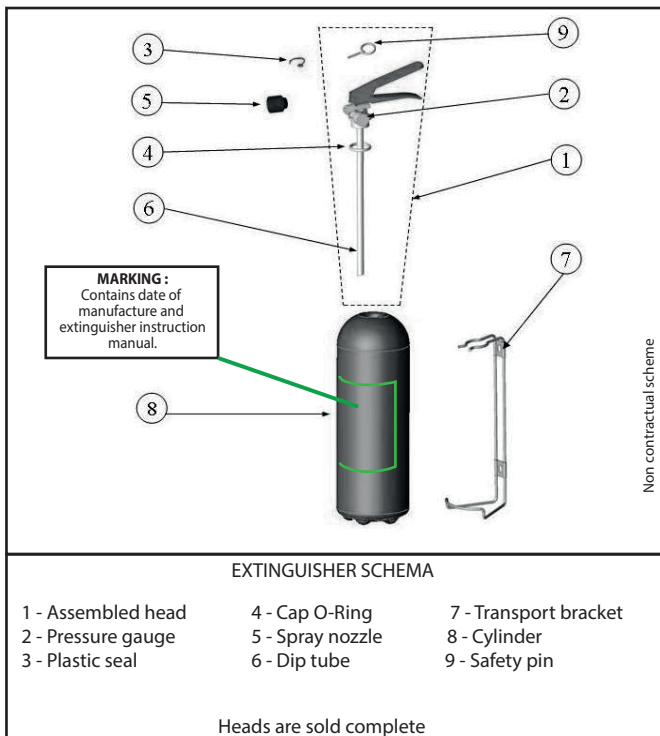 3
9
5
2
4
1
6
7
MARKING :
Contains date of
manufacture and
extinguisher instruction
manual.
8
Non contractual scheme
EXTINGUISHER SCHEMA
1 - Assembled head
2 - Pressure gauge
3 - Plastic seal
4 - Cap O-Ring
5 - Spray nozzle
6 - Dip tube
7 - Transport bracket
8 - Cylinder
9 - Safety pin
Heads are sold complete